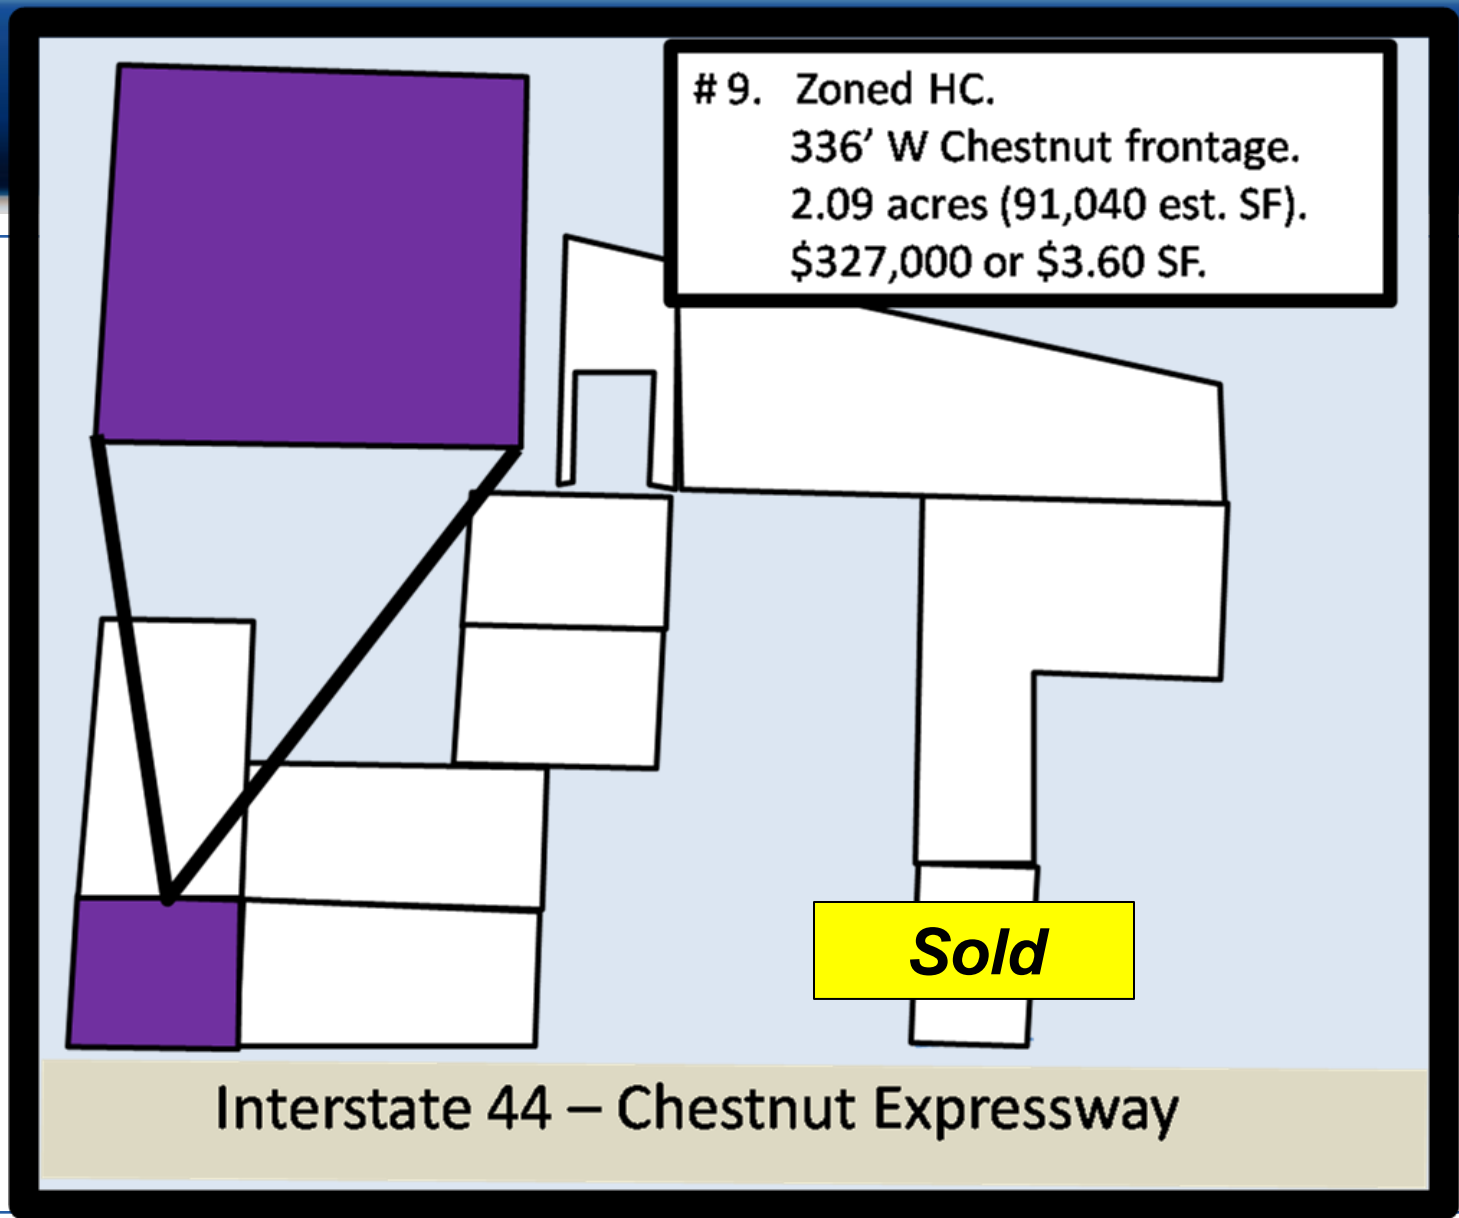 # 9. Zoned HC.
336’ W Chestnut frontage.
2.09 acres (91,040 est. SF).
$327,000 or $3.60 SF.
Sold
Interstate 44 – Chestnut Expressway